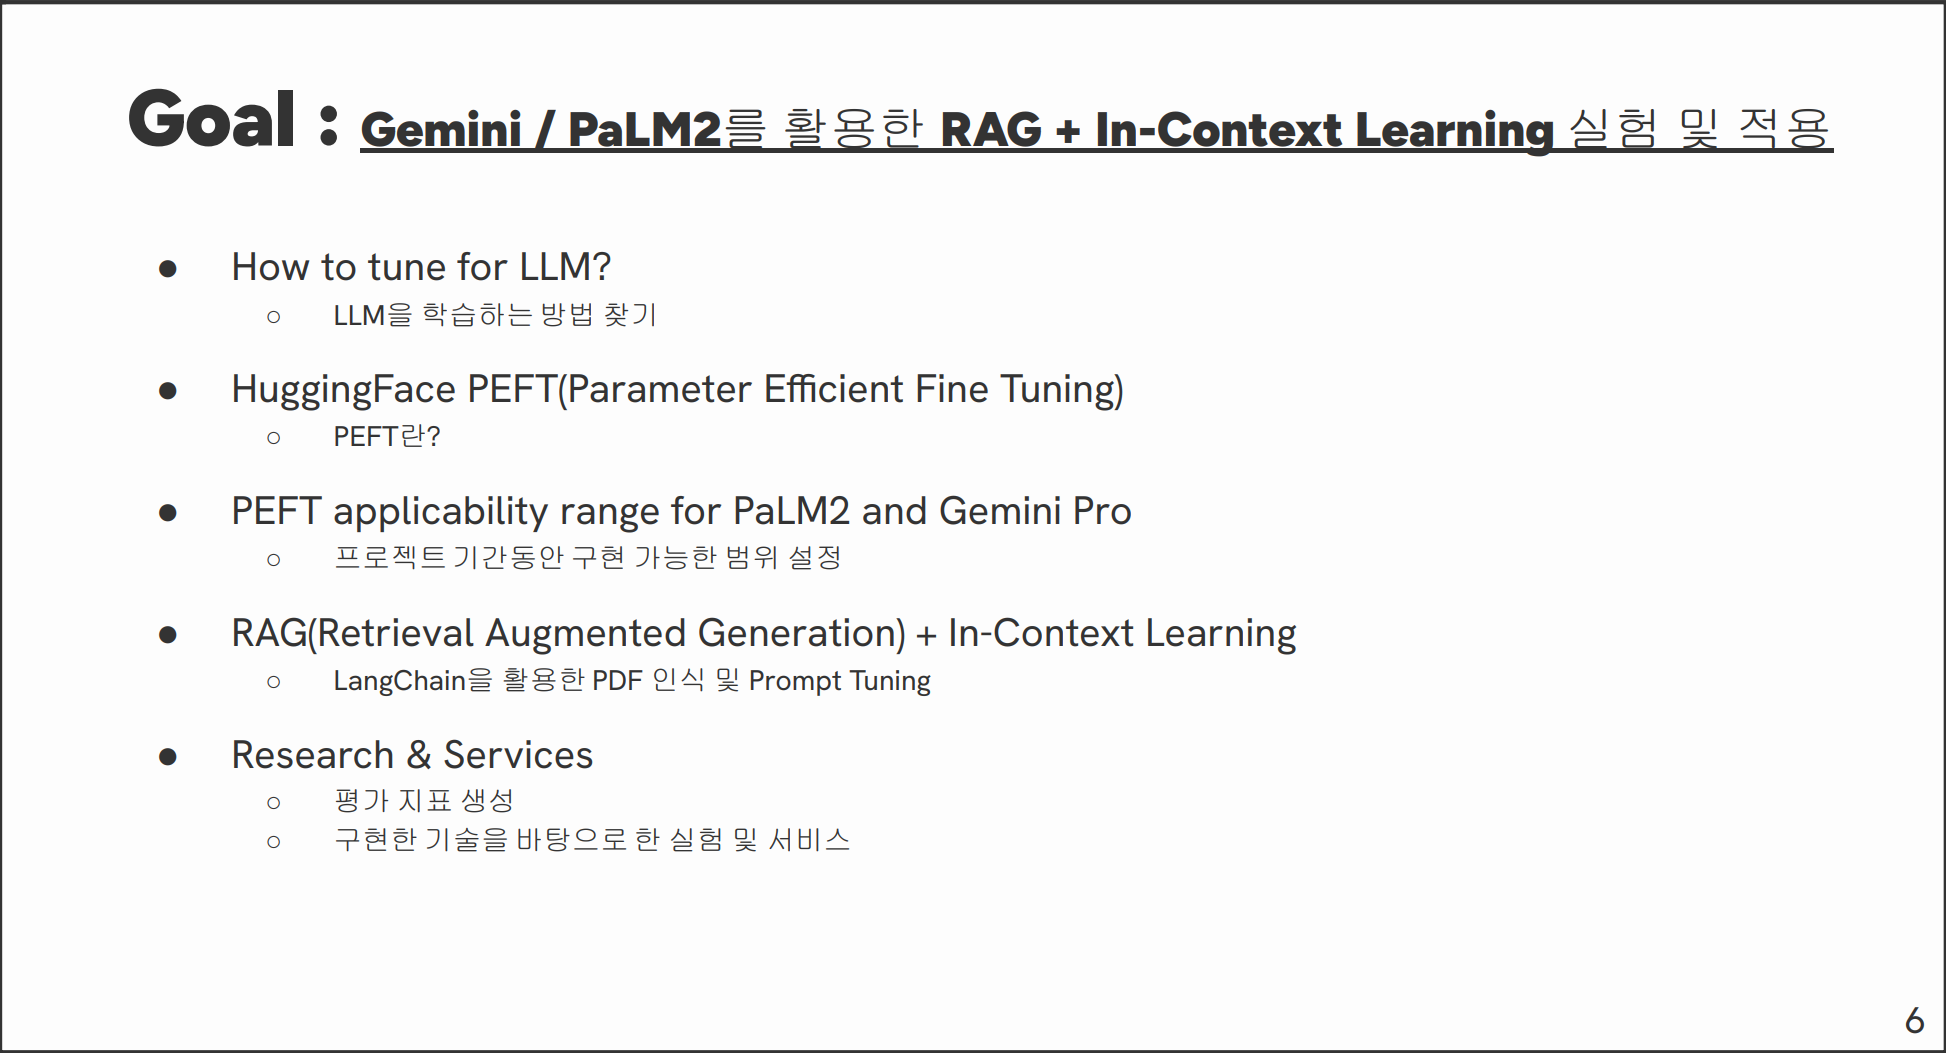 Goal : Gemini / PaLM2를 활용한 RAG + In-Context Learning 실험 및 적용
● How to tune for LLM?
○ LLM을 학습하는 방법 찾기
● HuggingFace PEFT(Parameter Efficient Fine Tuning)
○ PEFT란?
● PEFT applicability range for PaLM2 and Gemini Pro
○ 프로젝트 기간동안 구현 가능한 범위 설정
● RAG(Retrieval Augmented Generation) + In-Context Learning
○ LangChain을 활용한 PDF 인식 및 Prompt Tuning
● Research & Services
○ 평가 지표 생성
○ 구현한 기술을 바탕으로 한 실험 및 서비스
6